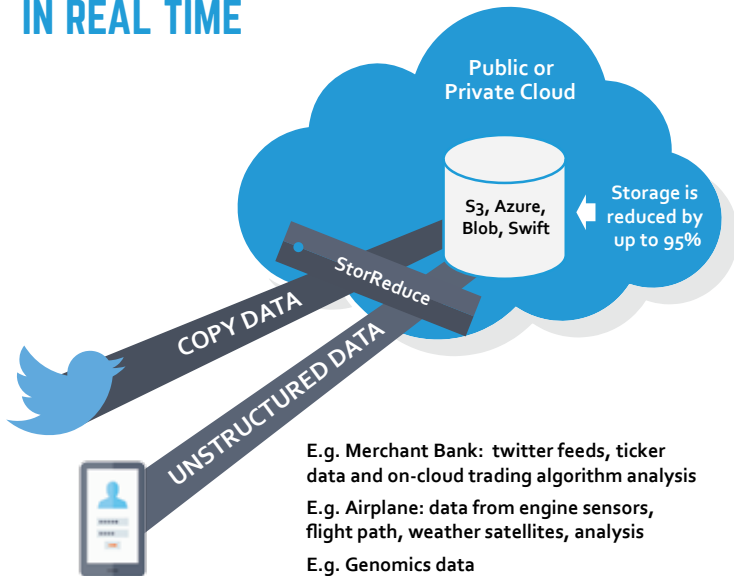 IN REAL TIME
Public or
Private Cloud
S3, Azure,
Blob, Swift
Storage is
reduced by
up to 95%
StorReduce
COPY DATA
UNSTRUCTURED DATA
E.g. Merchant Bank: twitter feeds, ticker
data and on-cloud trading algorithm analysis
E.g. Airplane: data from engine sensors,
flight path, weather satellites, analysis
E.g. Genomics data